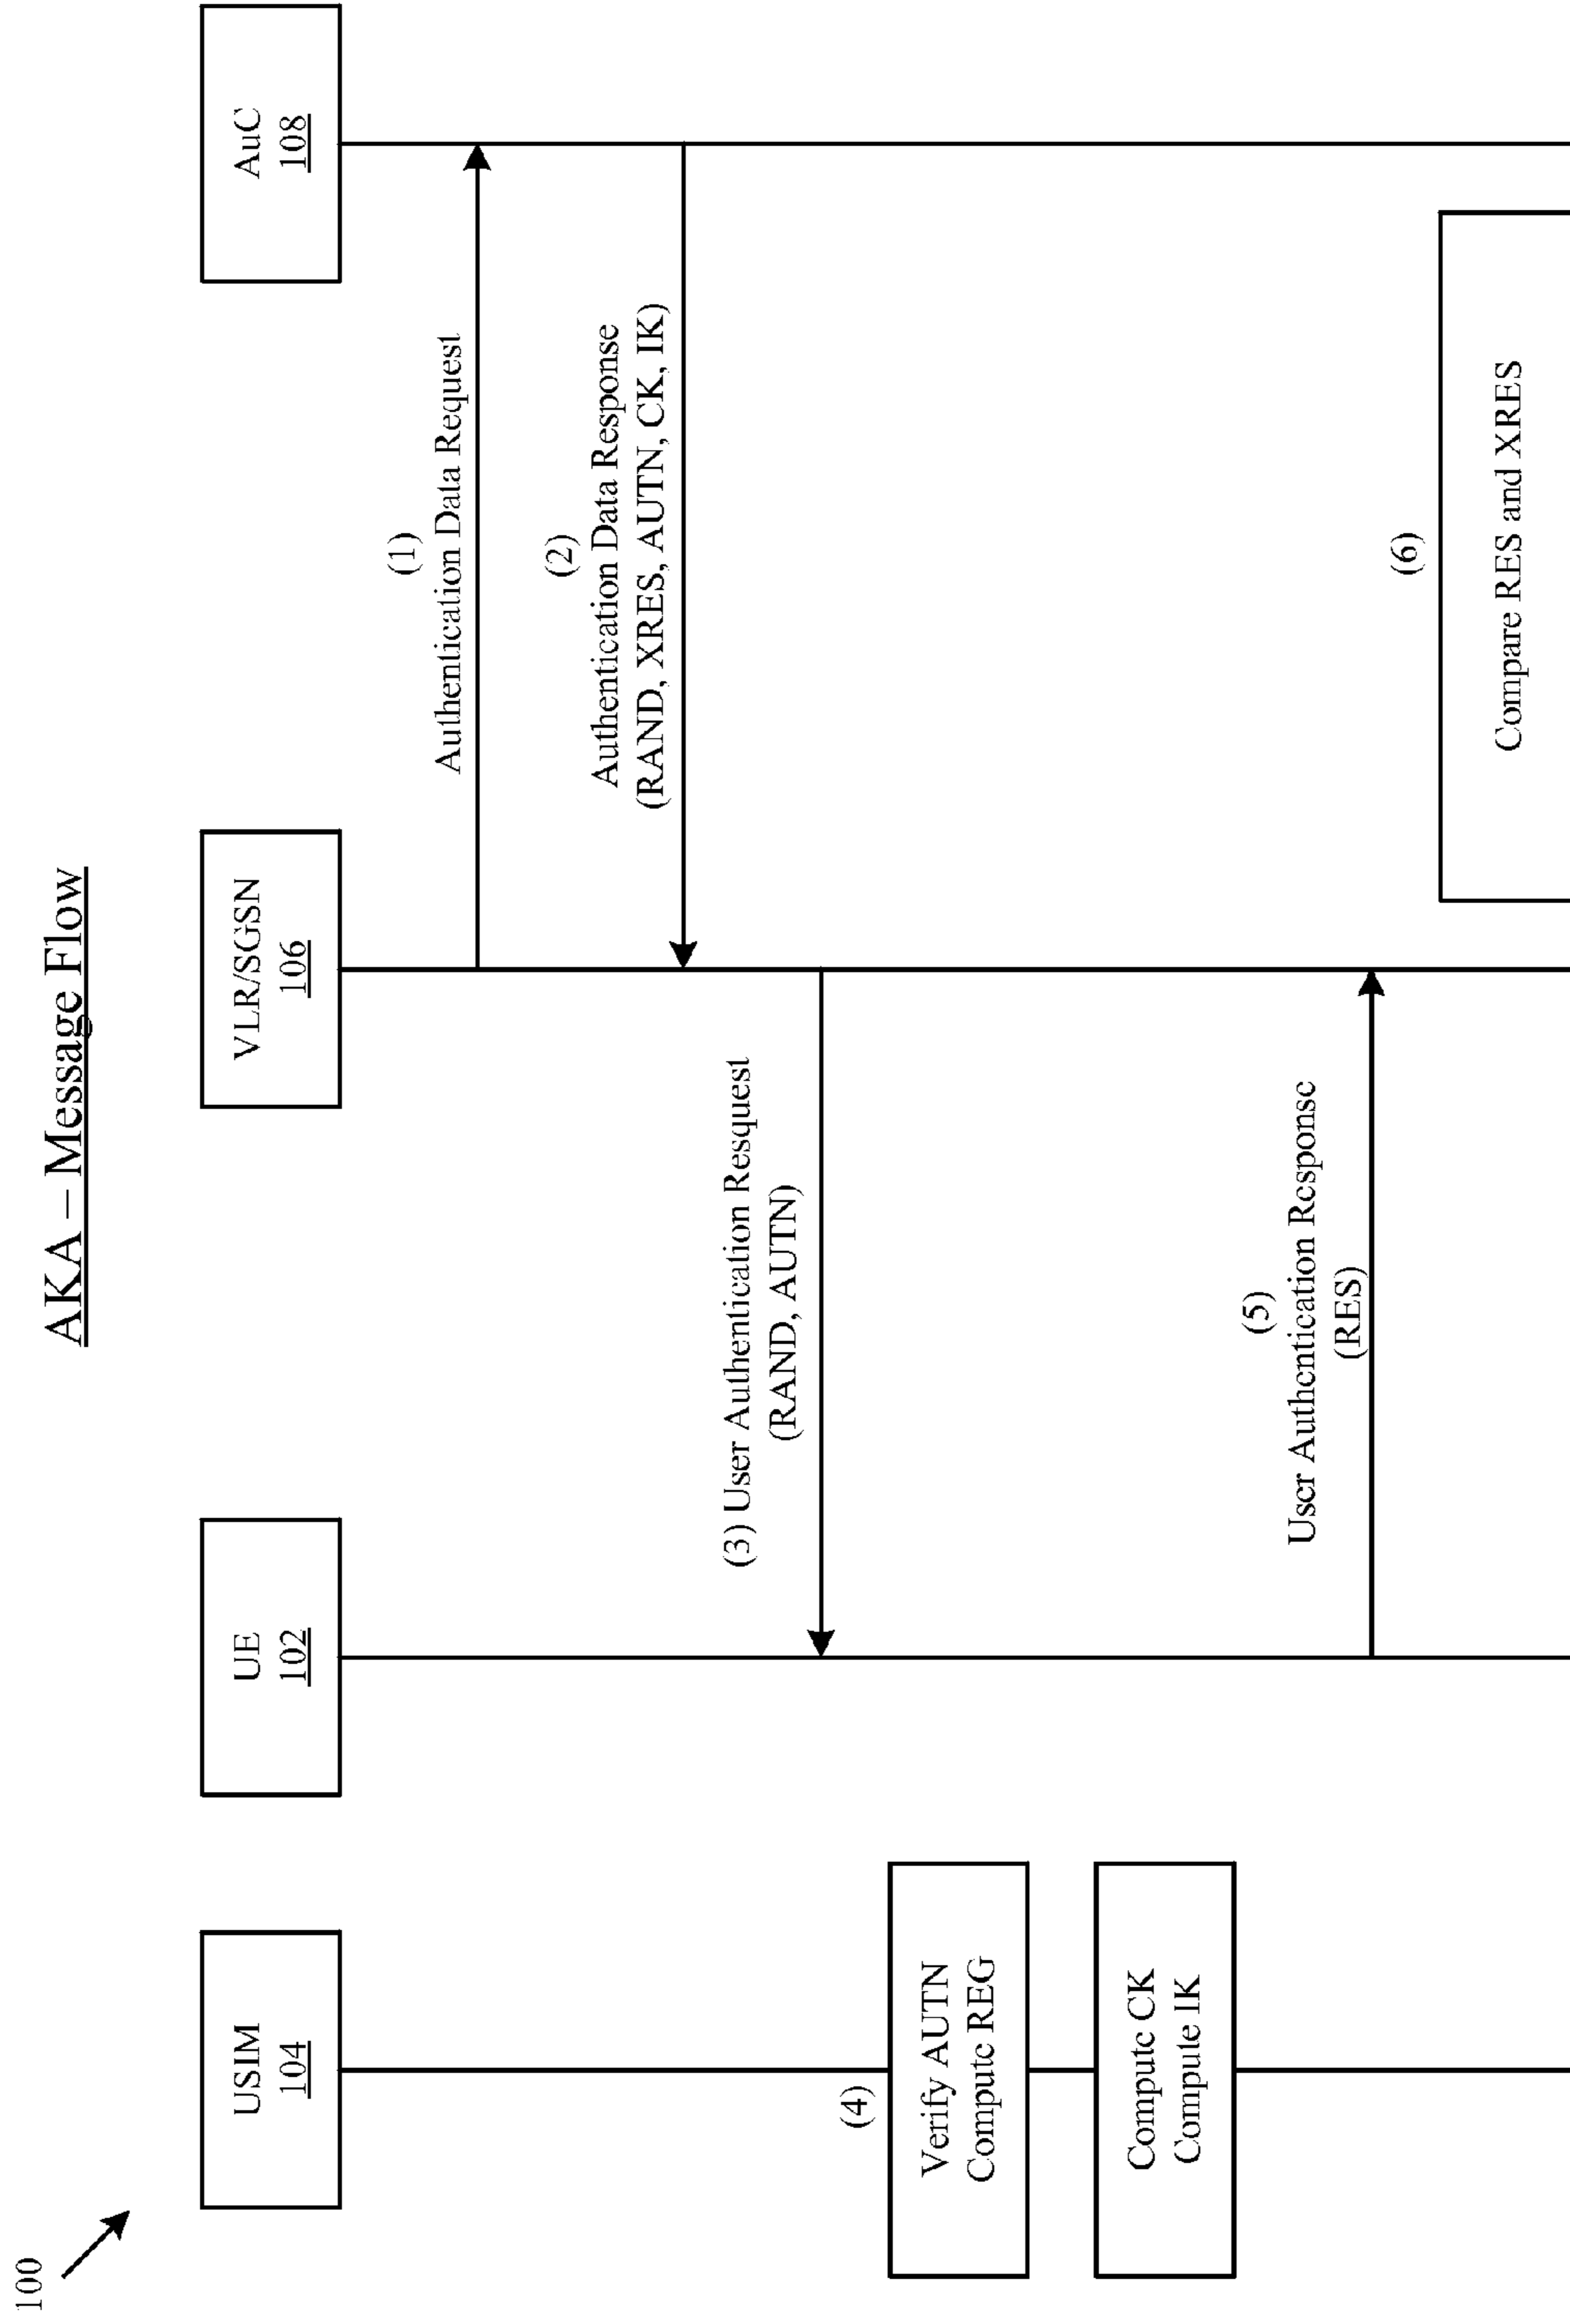 AKA – Message Flow
100
USIM
104
UE
102
VLR/SGSN
106
AuC
108
(1)
Authentication Data Request
(2)
Authentication Data Response
(RAND, XRES, AUTN, CK, IK)
(3) User Authentication Resquest
(RAND, AUTN)
(4)
Verify AUTN
Compute REG
Compute CK
Compute IK
(5)
User Authentication Response
(RES)
(6)
Compare RES and XRES